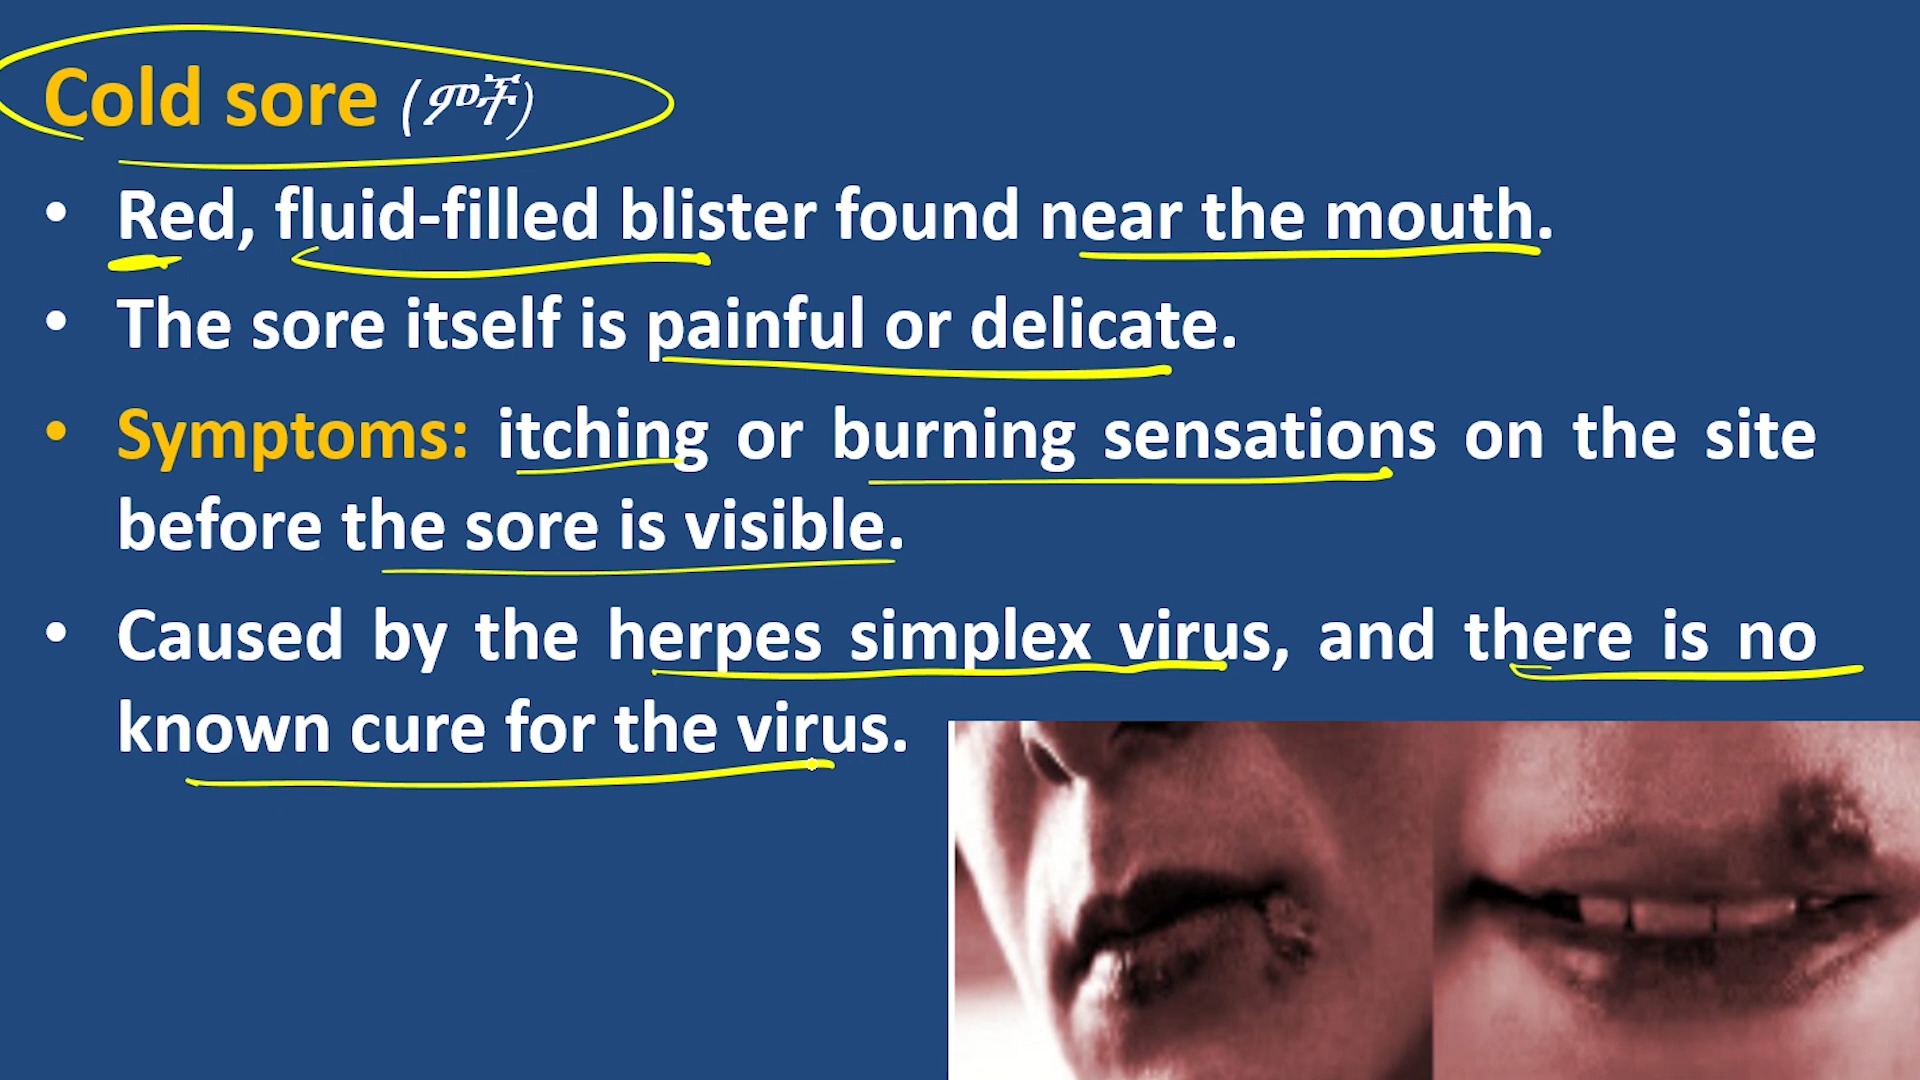 Cold sore (ምች)
• Red, fluid-filled blister found near the mouth.
• The sore itself is painful or delicate.
• Symptoms: itching or burning sensations on the site
before the sore is visible.
• Caused by the herpes simplex virus, and there is no
known cure for the virus.